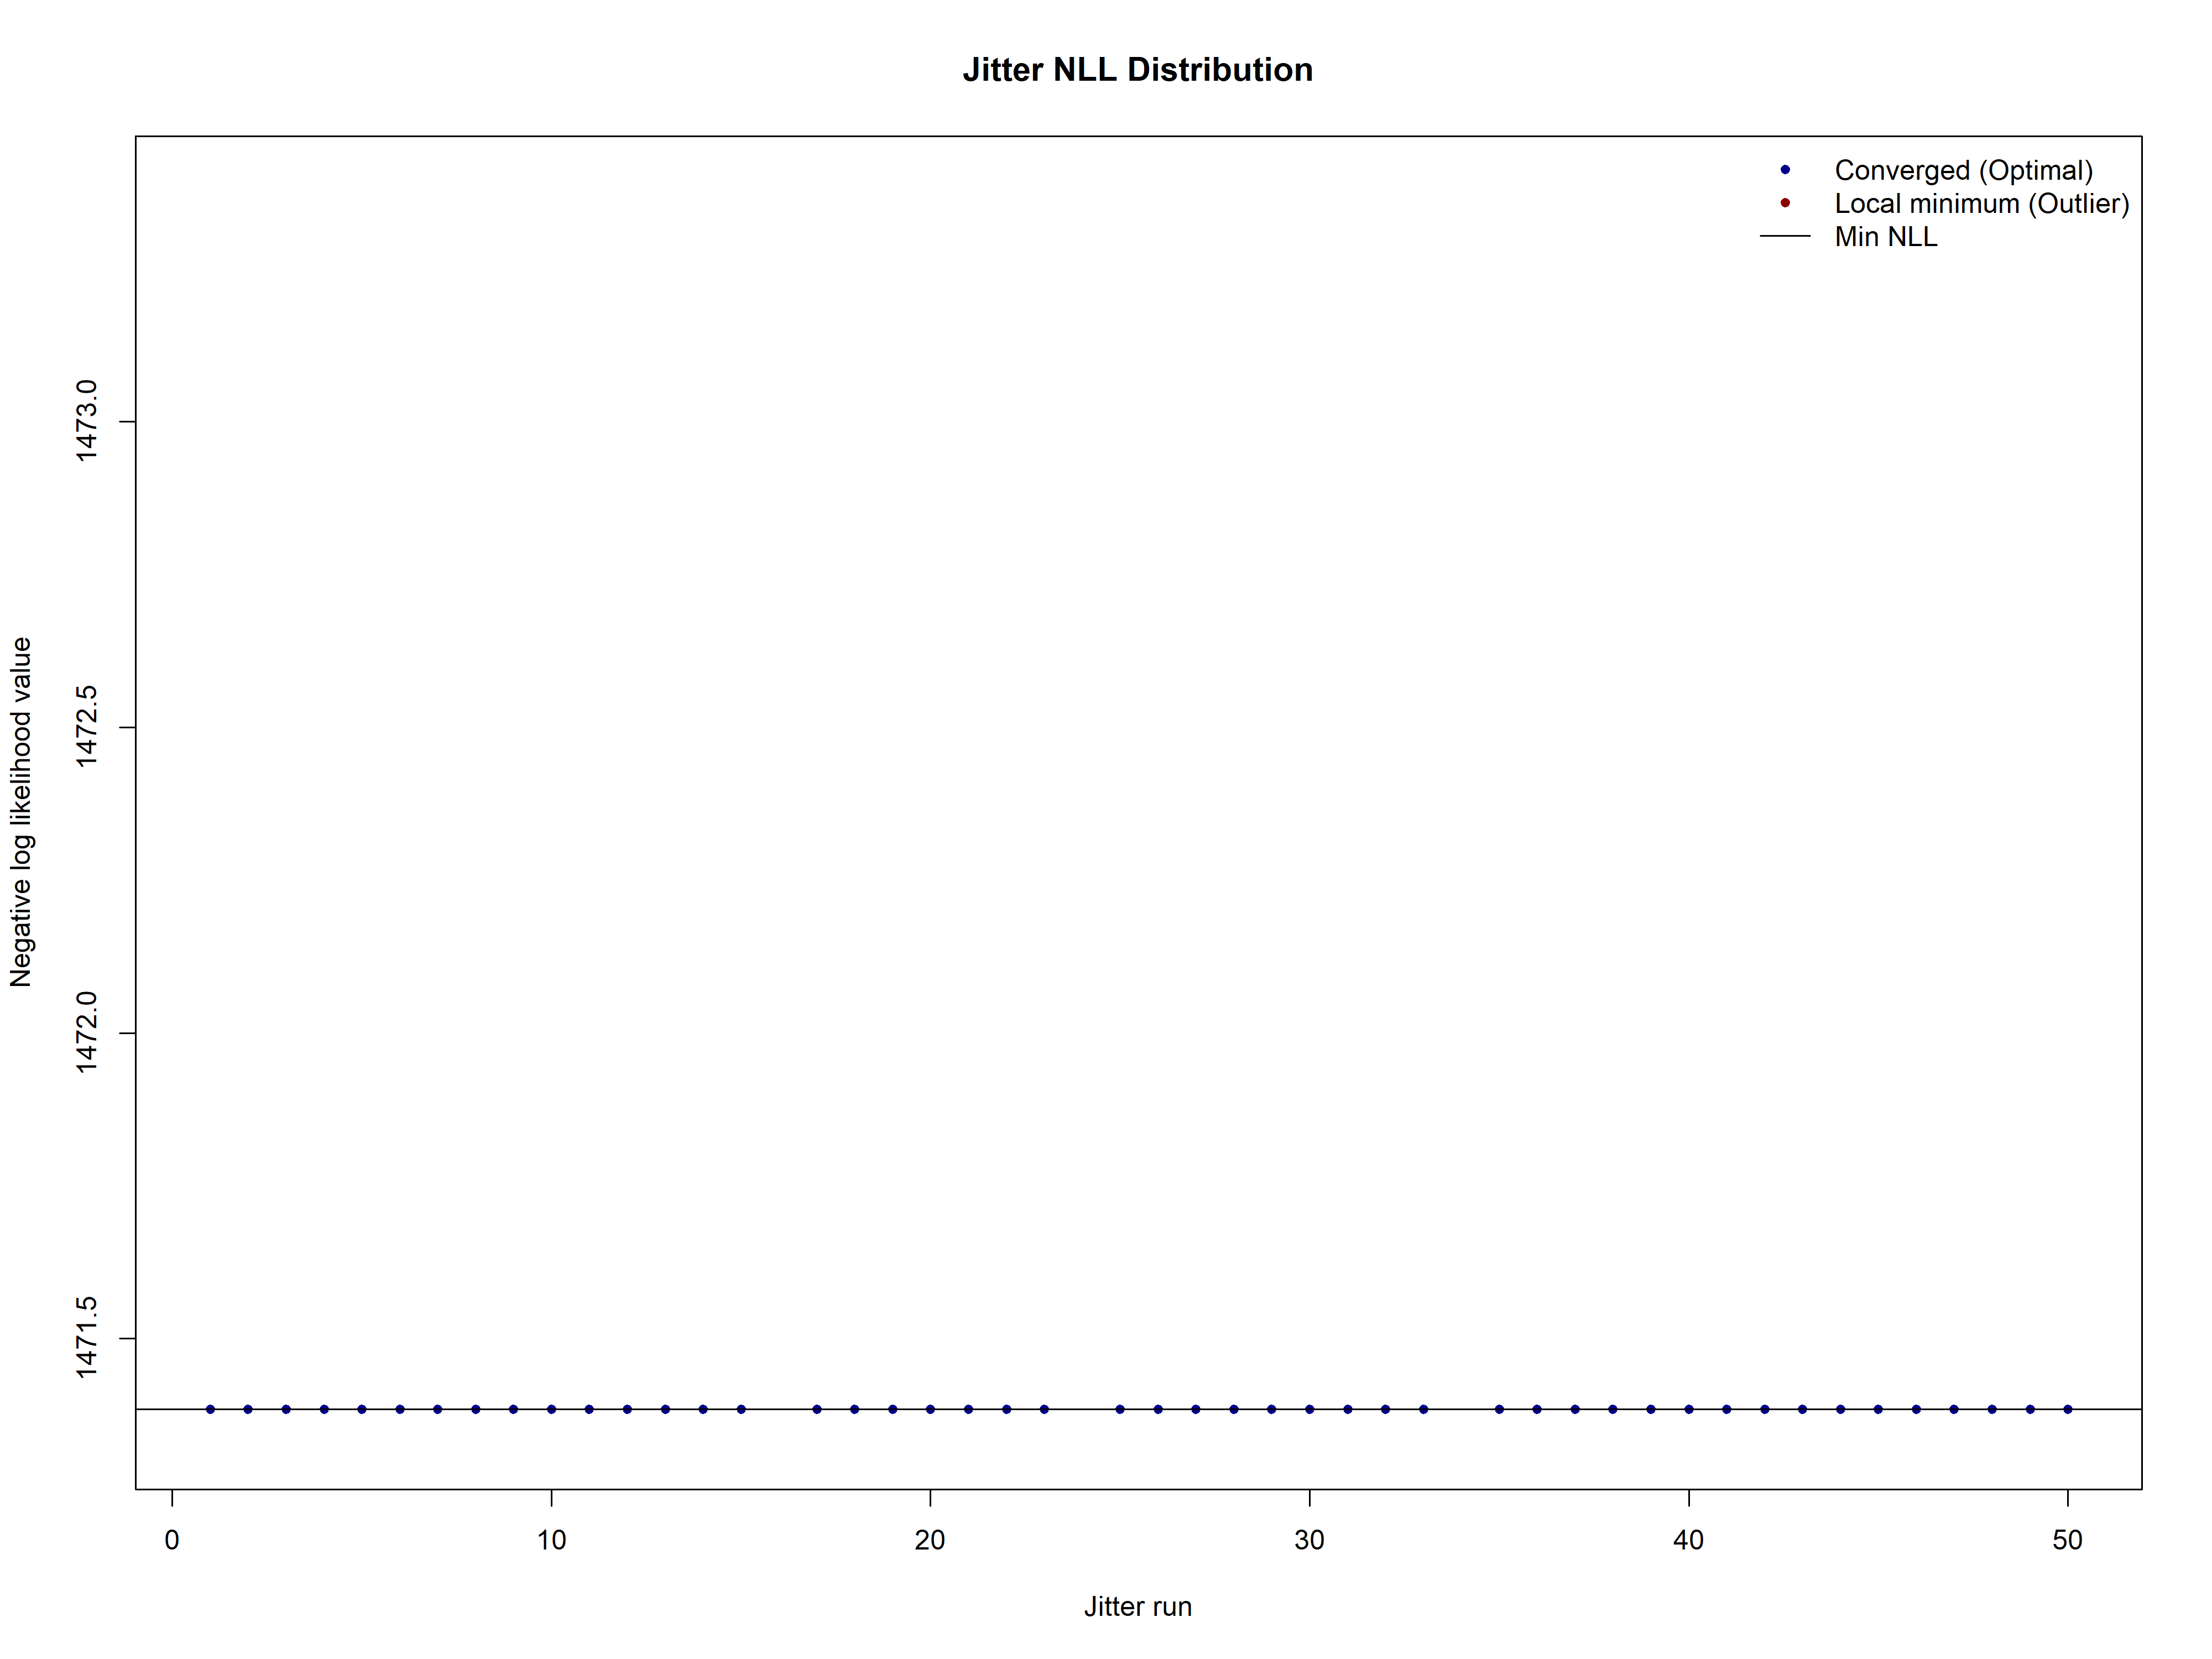 Jitter NLL Distribution
Converged (Optimal)
Local minimum (Outlier)
Min NLL
Negative log likelihood value
1473.0
1472.5
1472.0
1471.5
0 10 20 30 40 50
Jitter run